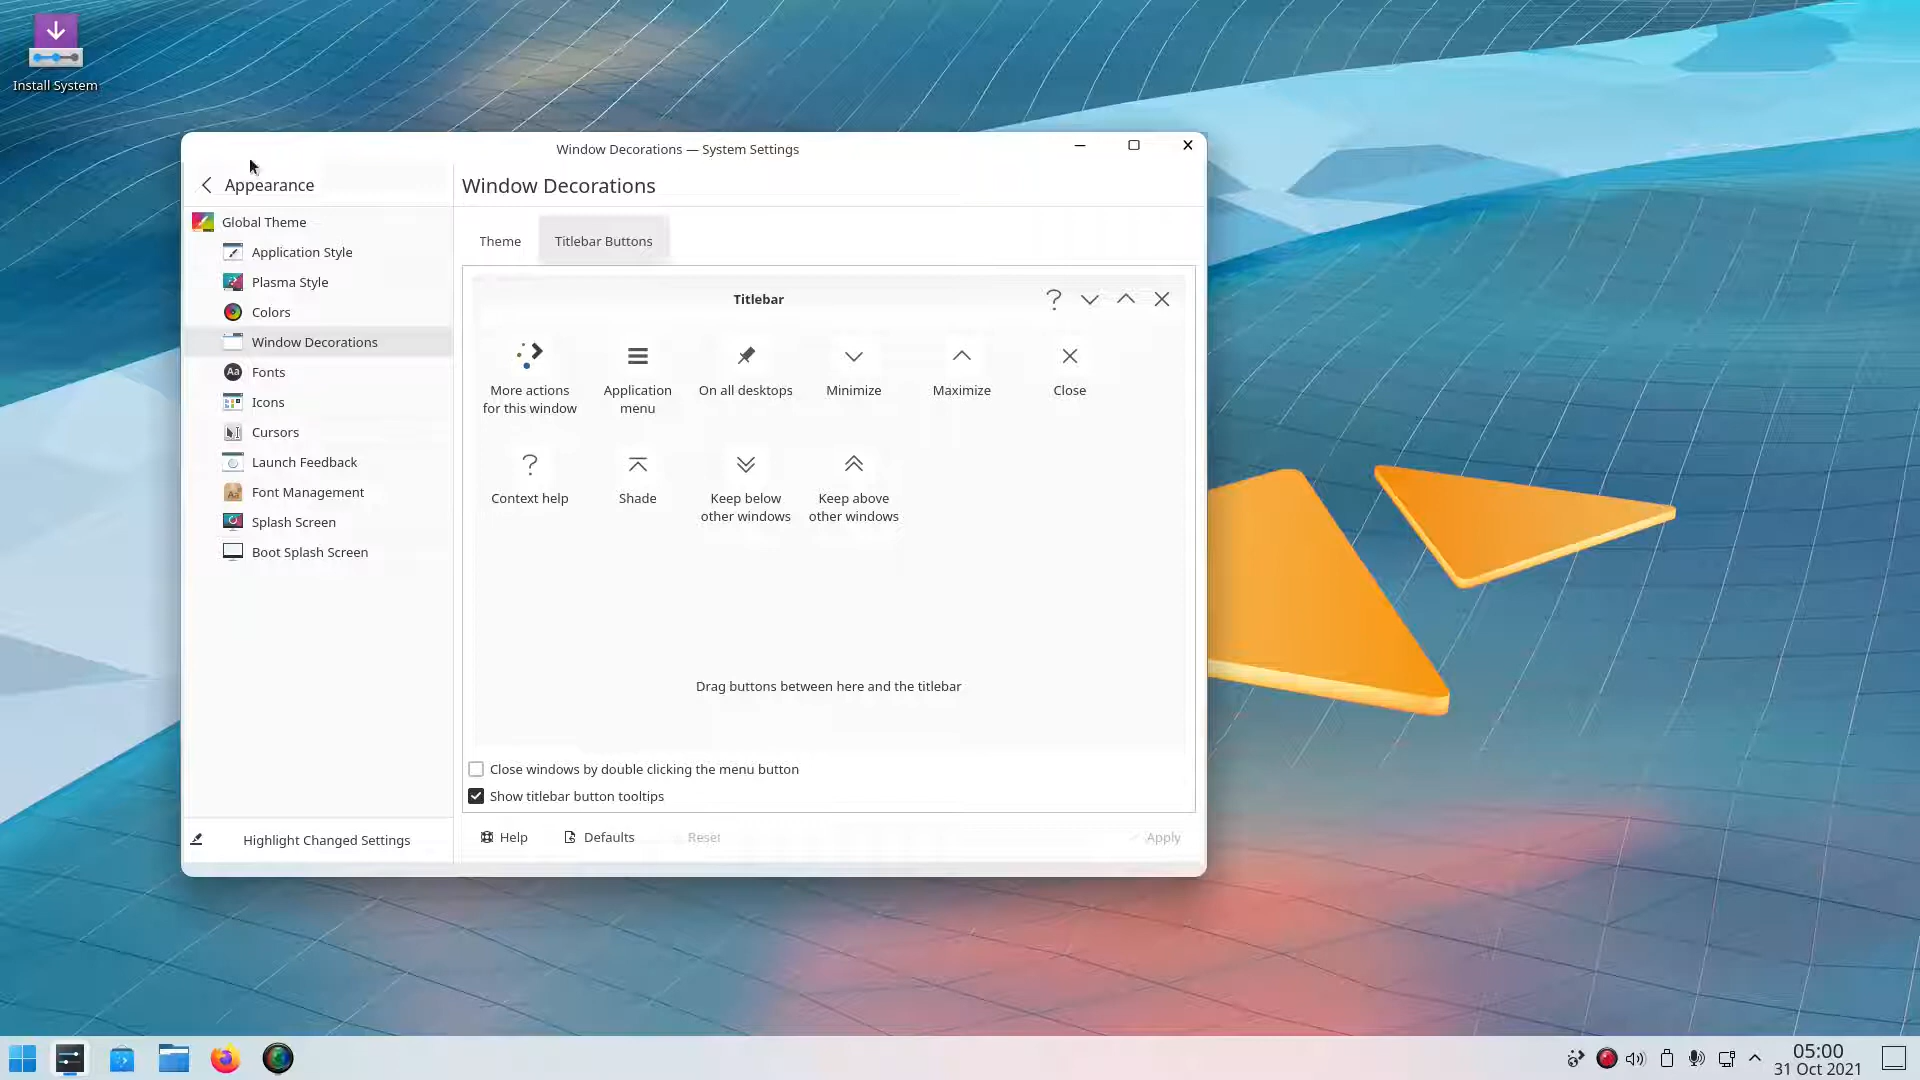 Install System
Window Decorations — System Settings
Appearance
Window Decorations
Global Theme
Application Style
Plasma Style
Colors
Window Decorations
Fonts
Icons
Cursors
Launch Feedback
Font Management
Splash Screen
Boot Splash Screen
Highlight Changed Settings
Theme
Titlebar Buttons
Titlebar
More actions
for this window
Application
menu
On all desktops
Minimize
Maximize
Close
Context help
Shade
Keep below
other windows
Keep above
other windows
Drag buttons between here and the titlebar
Close windows by double clicking the menu button
Show titlebar button tooltips
Help
Defaults
Reset
Apply
05:00
31 Oct 2021